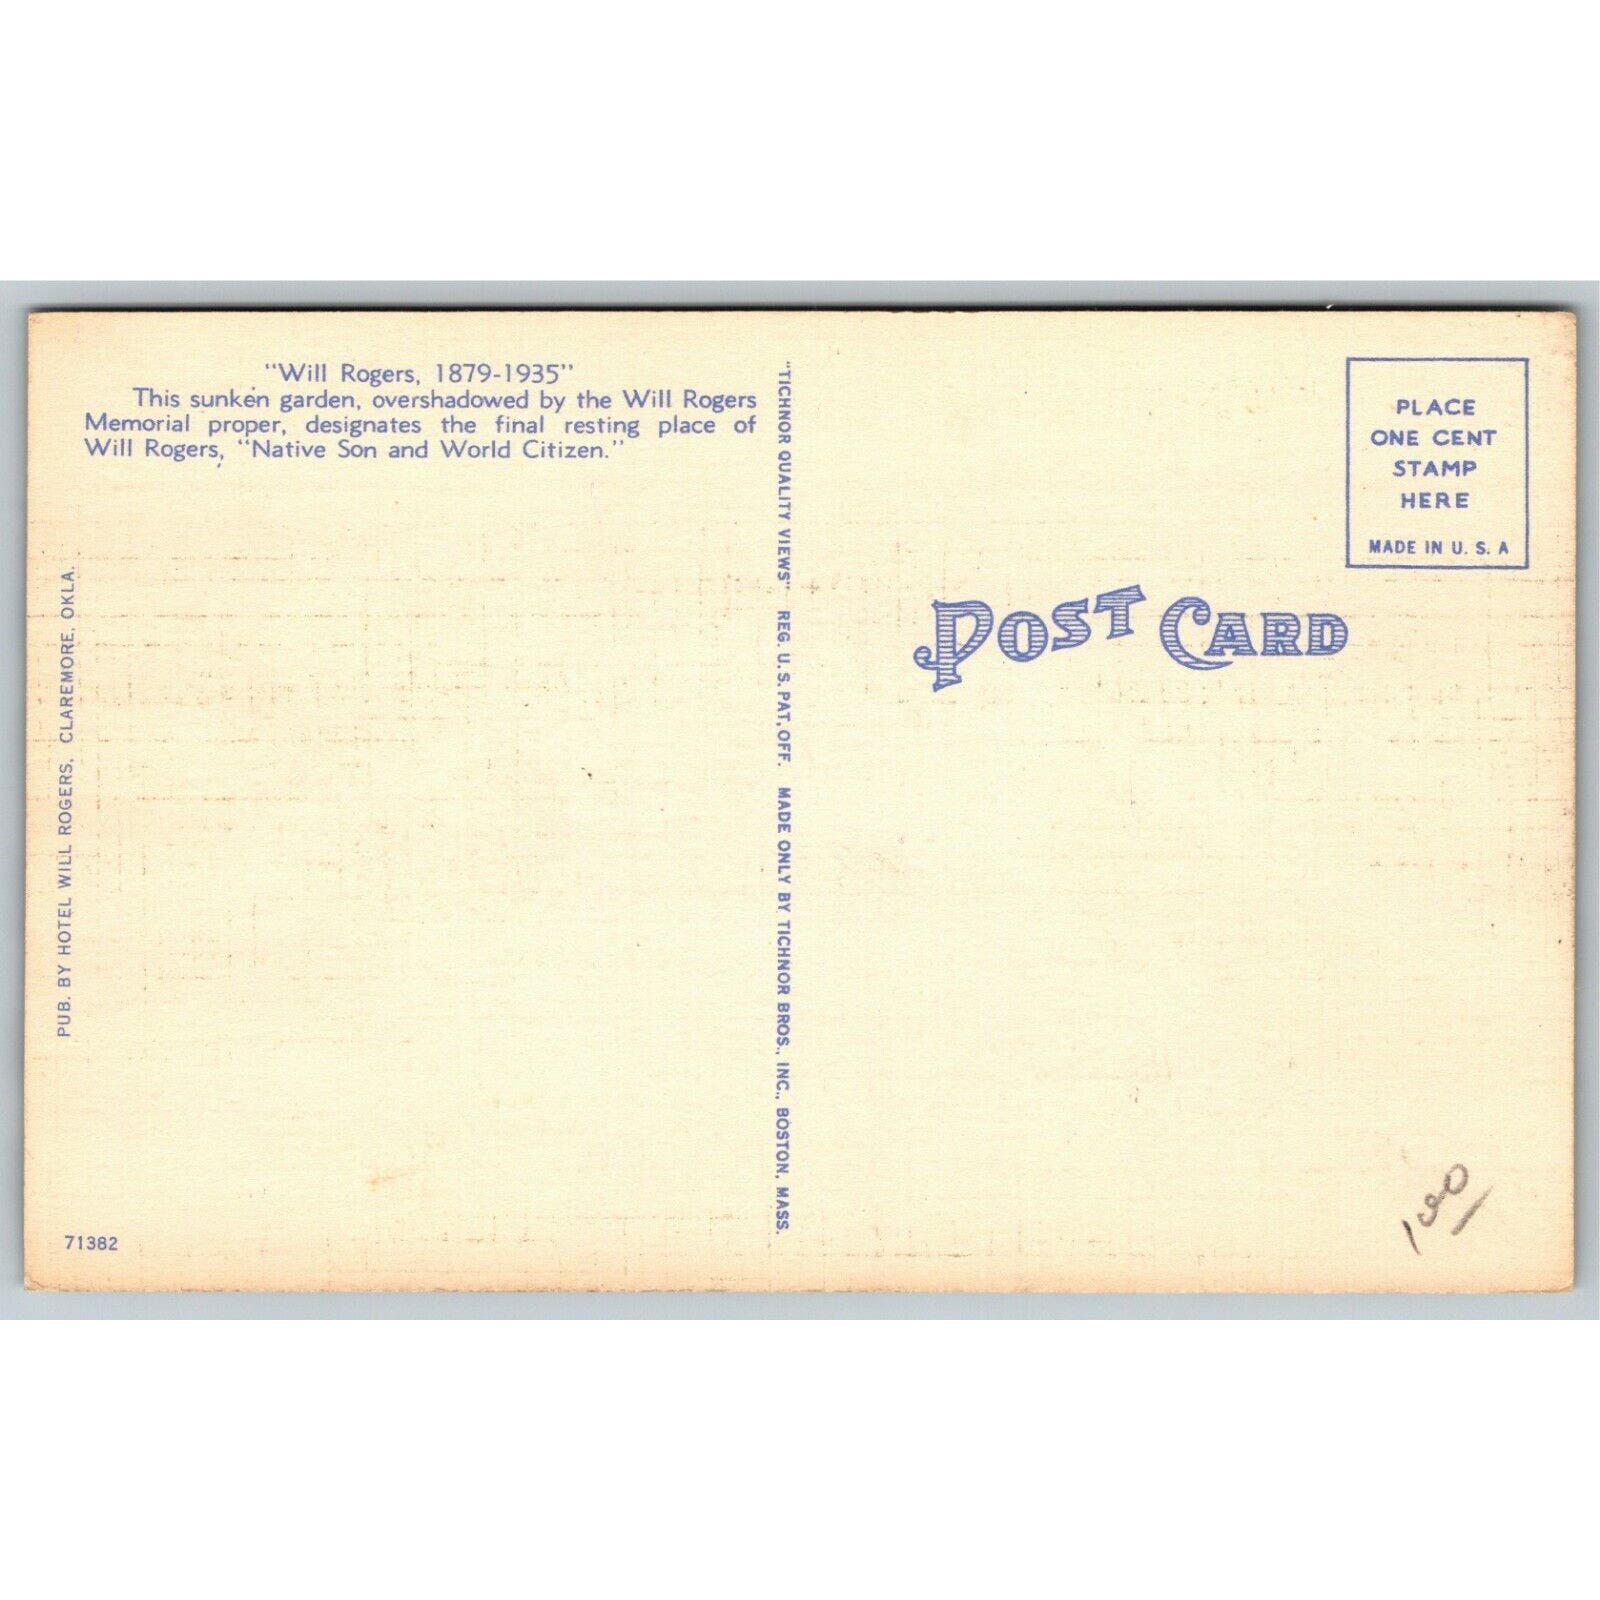 "Will Rogers, 1879-1935"
This sunken garden, overshadowed by the Will Rogers
Memorial proper, designates the final resting place of
Will Rogers, "Native Son and World Citizen."
PUB. BY HOTEL WILL ROGERS, CLAREMORE, OKLA.
71382
"TICHNOR QUALITY VIEWS" REG. U. S. PAT. OFF. MADE ONLY BY TICHNOR BROS., INC., BOSTON, MASS.
PLACE
ONE CENT
STAMP
HERE
MADE IN U. S. A
POST CARD